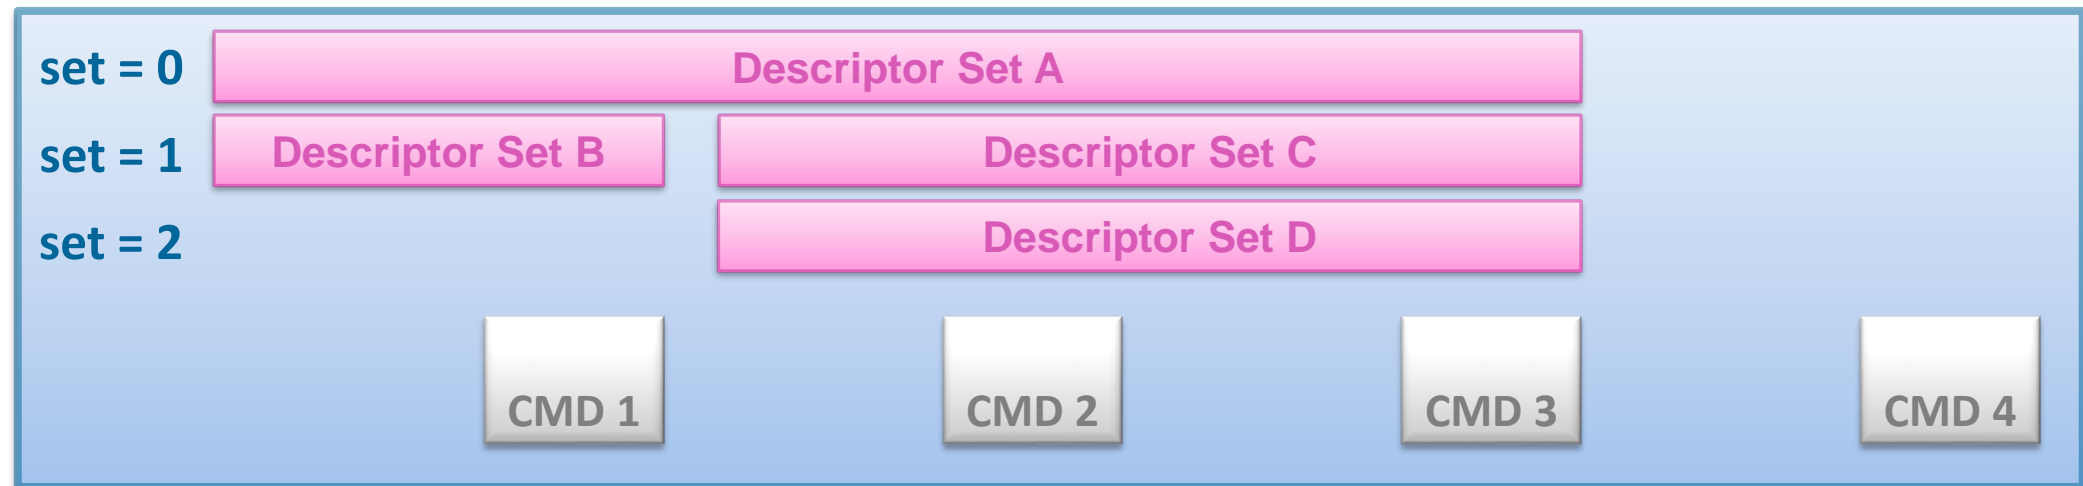 set = 0 Descriptor Set A
set = 1 Descriptor Set B Descriptor Set C
set = 2 Descriptor Set D
CMD 1 CMD 2 CMD 3 CMD 4